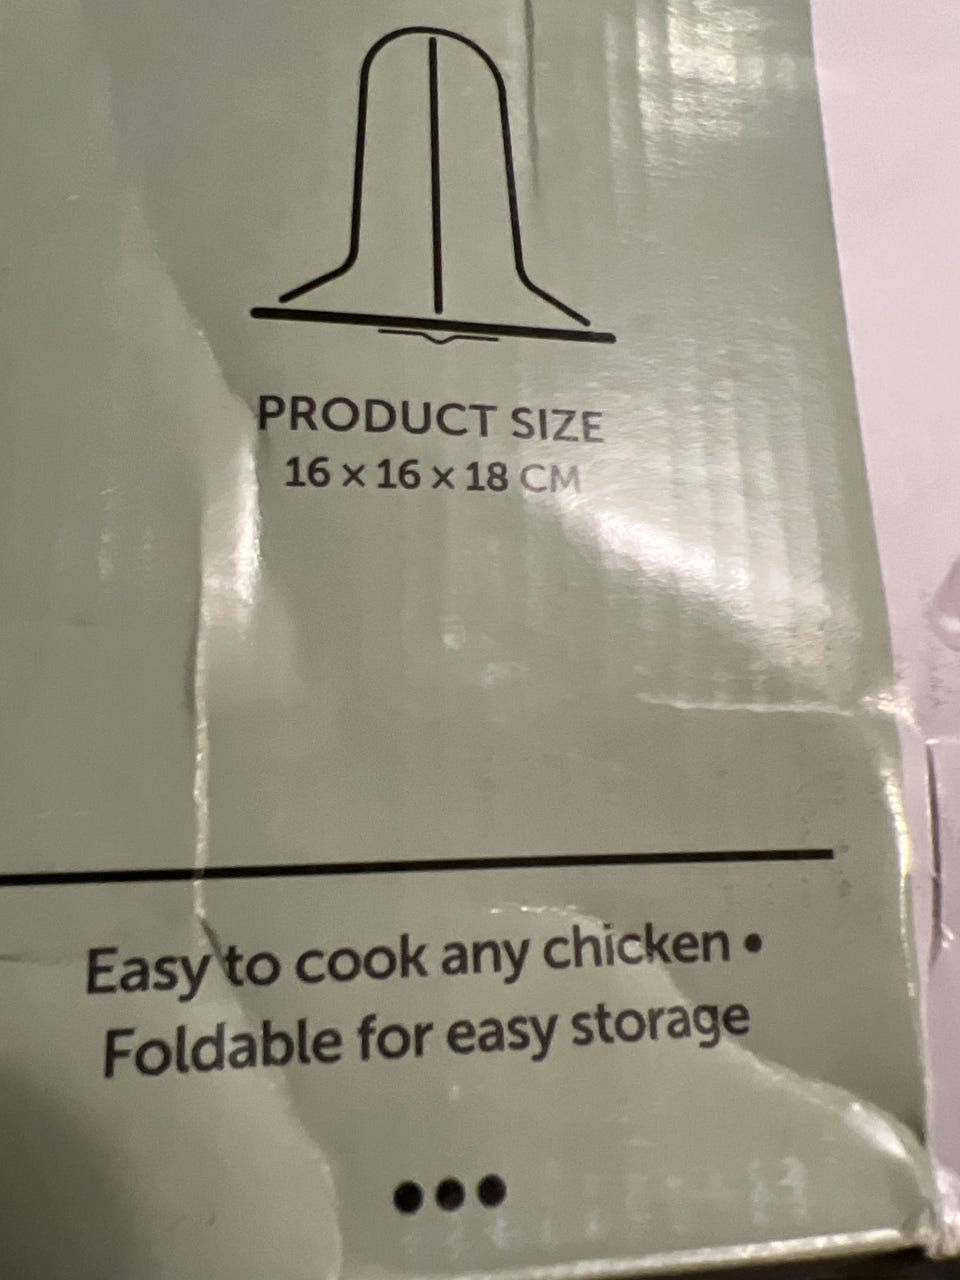 PRODUCT SIZE
16 x 16 x 18 CM
Easy to cook any chicken •
Foldable for easy storage